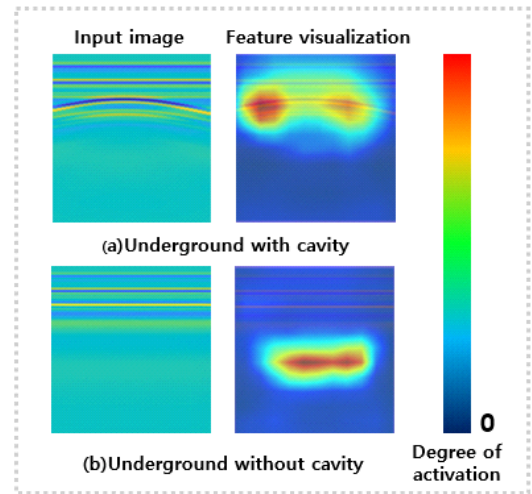 Input image
Feature visualization
(a)Underground with cavity
(b)Underground without cavity
0
Degree of
activation